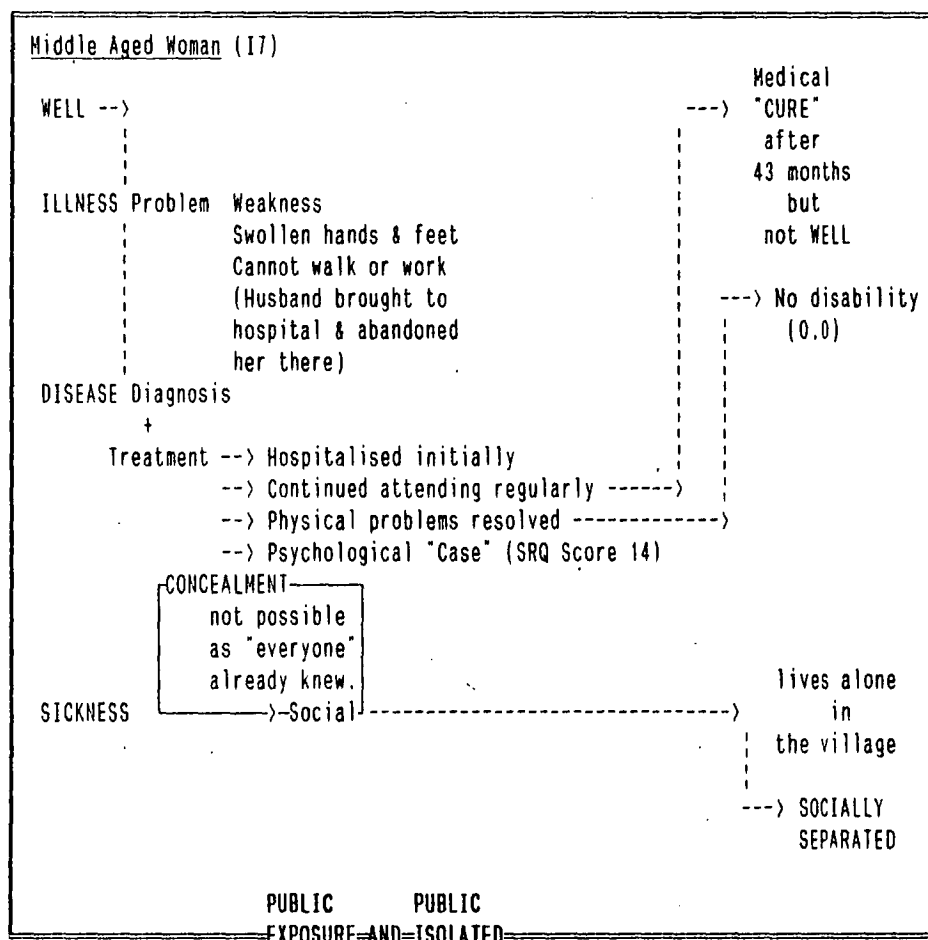 Middle Aged Woman (I7)
Medical
WELL --> ---> "CURE"
after
43 months
ILLNESS Problem Weakness but
Swollen hands & feet not WELL
Cannot walk or work
(Husband brought to ---> No disability
hospital & abandoned (0,0)
her there)
DISEASE Diagnosis
+
Treatment --> Hospitalised initially
--> Continued attending regularly ------>
--> Physical problems resolved ------------->
--> Psychological "Case" (SRQ Score 14)
CONCEALMENT
not possible
as "everyone"
already knew. lives alone
SICKNESS >-Social ----------------------------> in
the village
---> SOCIALLY
SEPARATED
PUBLIC PUBLIC
EXPOSURE AND ISOLATED